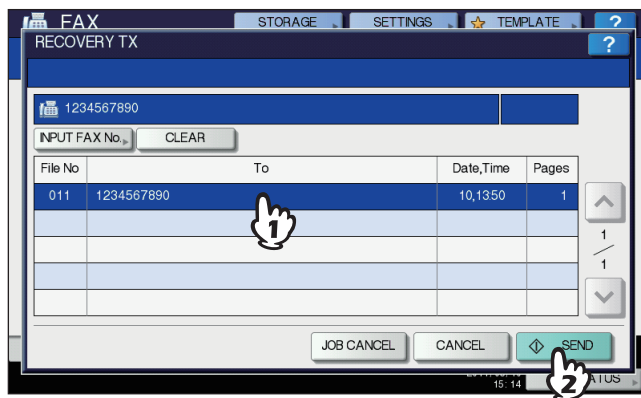 FAX STORAGE SETTINGS TEMPLATE ?
RECOVERY TX ?
1234567890
INPUT FAX No. CLEAR
File No To Date,Time Pages
011 1234567890 10,13:50 1
1
1
1
JOB CANCEL CANCEL SEND
2
15:14